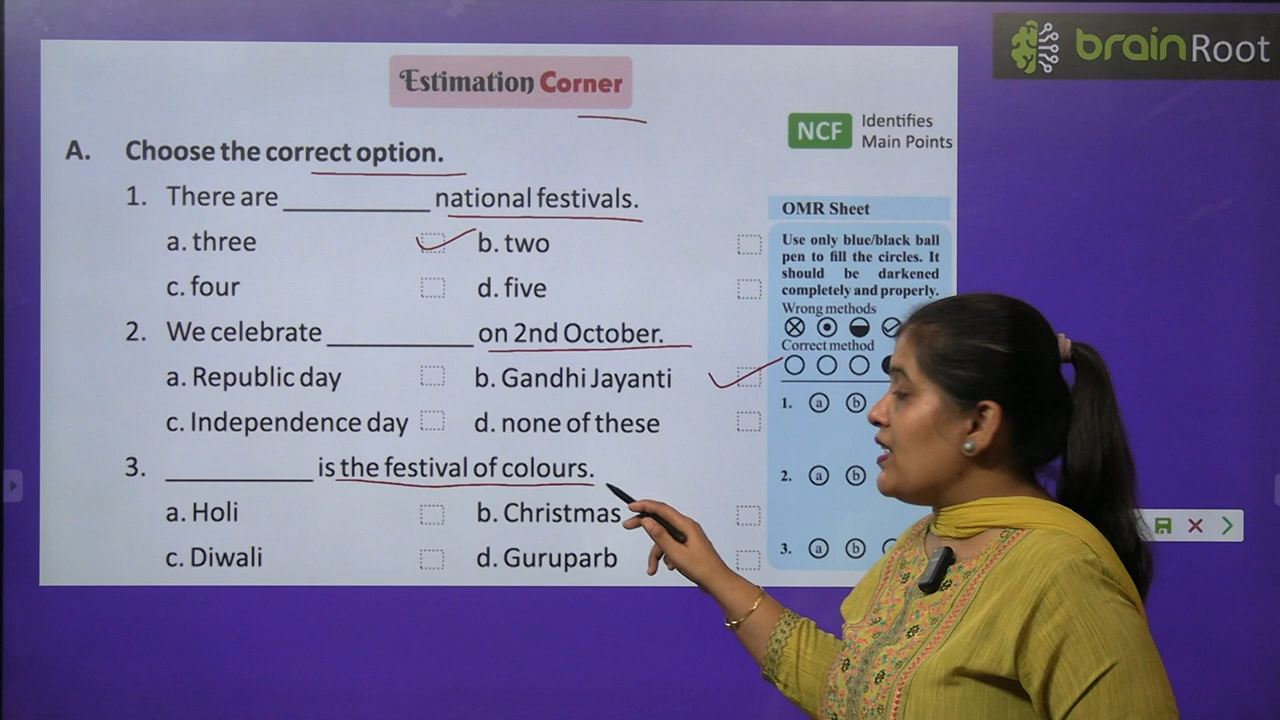 brainRoot
Estimation Corner
NCF Identifies Main Points
A. Choose the correct option.
1. There are __________ national festivals.
a. three b. two
c. four d. five
2. We celebrate __________ on 2nd October.
a. Republic day b. Gandhi Jayanti
c. Independence day d. none of these
3. __________ is the festival of colours.
a. Holi b. Christmas
c. Diwali d. Guruparb
OMR Sheet
Use only blue/black ball
pen to fill the circles. It
should be darkened
completely and properly.
Wrong methods
Correct method
1. a b
2. a b
3. a b